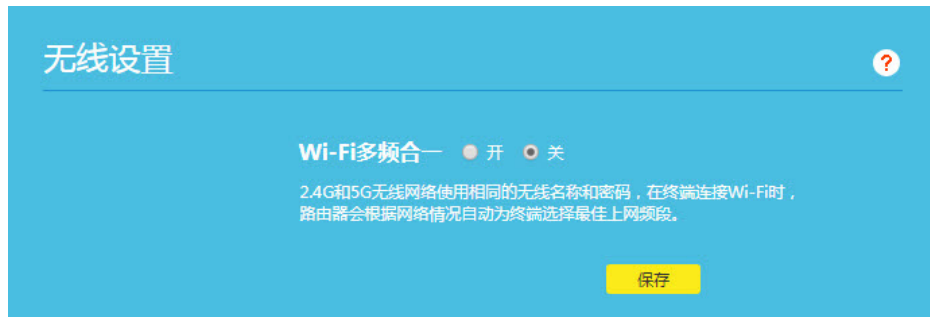 无线设置
?
Wi-Fi多频合一 开 关
2.4G和5G无线网络使用相同的无线名称和密码，在终端连接Wi-Fi时，
路由器会根据网络情况自动为终端选择最佳上网频段。
保存